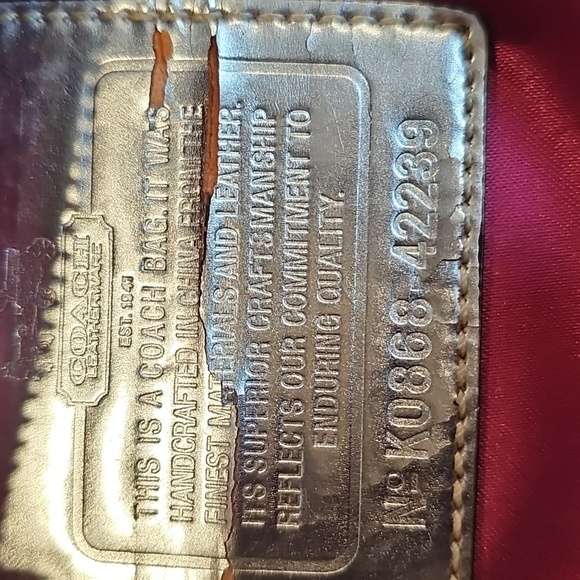 COACH
LEATHERWARE
EST. 1941
THIS IS A COACH BAG. IT WAS
HANDCRAFTED IN CHINA FROM THE
FINEST MATERIALS AND LEATHER.
ITS SUPERIOR CRAFTSMANSHIP
REFLECTS OUR COMMITMENT TO
ENDURING QUALITY.
Nº K0868-42239